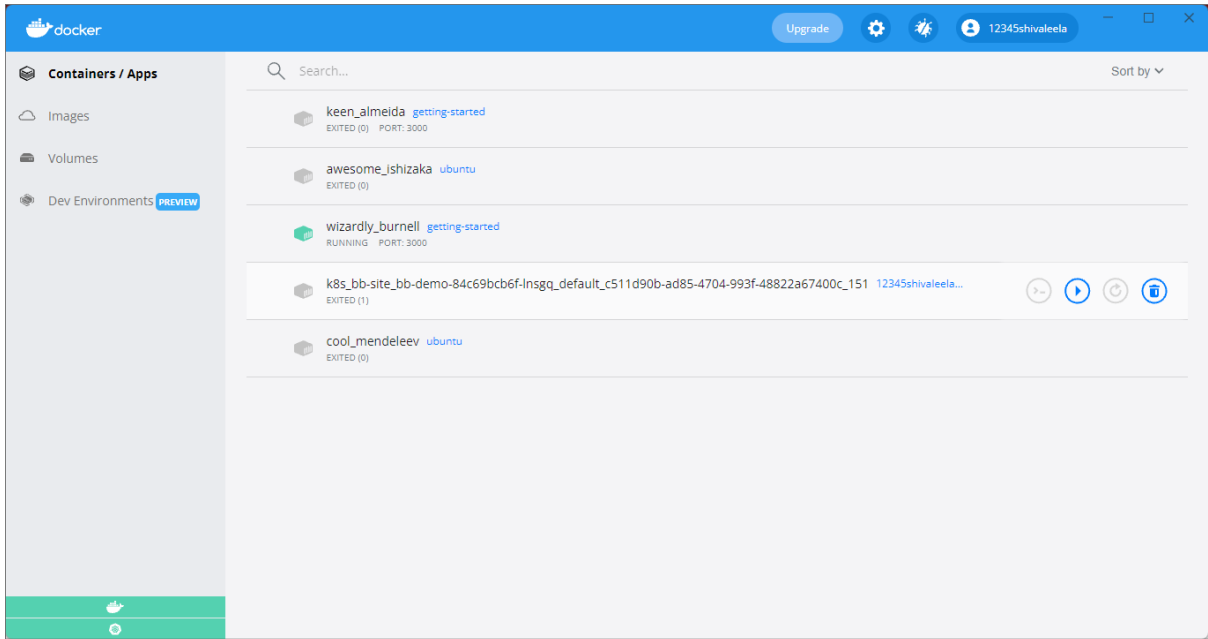 docker
Upgrade
12345shivaleela
Containers / Apps
Images
Volumes
Dev Environments PREVIEW
Search...
Sort by
keen_almeida getting-started
EXITED (0) PORT: 3000
awesome_ishizaka ubuntu
EXITED (0)
wizardly_burnell getting-started
RUNNING PORT: 3000
k8s_bb-site_bb-demo-84c69bcb6f-lnsgq_default_c511d90b-ad85-4704-993f-48822a67400c_151 12345shivaleela...
EXITED (1)
cool_mendeleev ubuntu
EXITED (0)